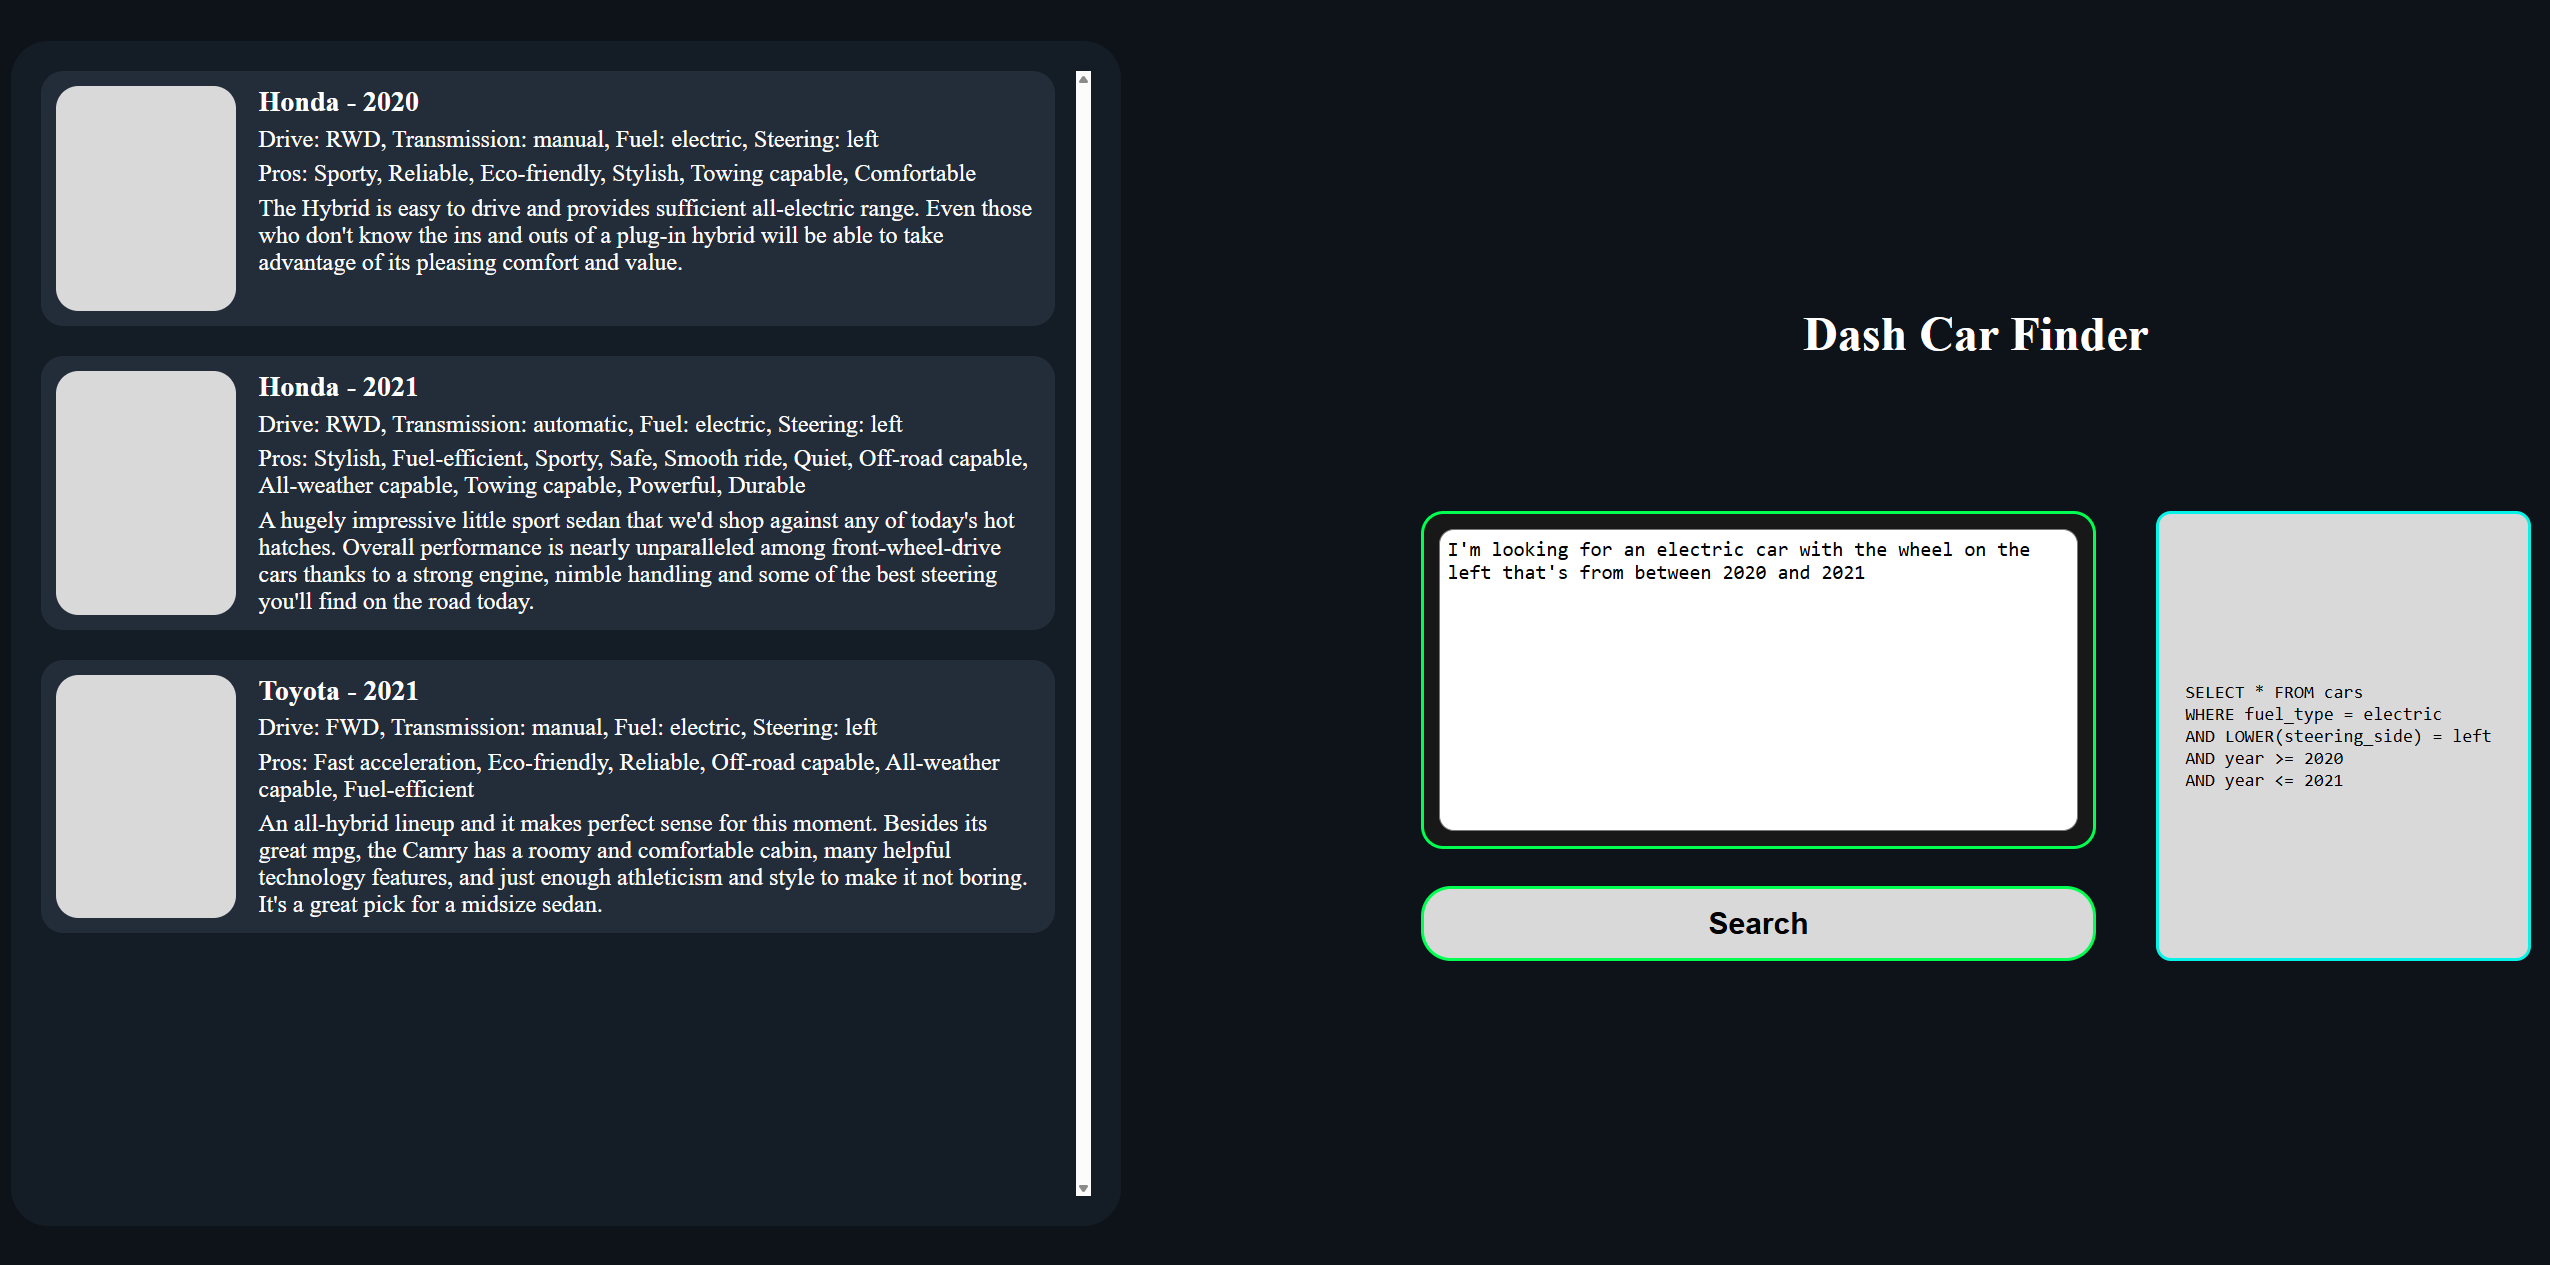 Honda - 2020
Drive: RWD, Transmission: manual, Fuel: electric, Steering: left
Pros: Sporty, Reliable, Eco-friendly, Stylish, Towing capable, Comfortable
The Hybrid is easy to drive and provides sufficient all-electric range. Even those
who don't know the ins and outs of a plug-in hybrid will be able to take
advantage of its pleasing comfort and value.
Honda - 2021
Drive: RWD, Transmission: automatic, Fuel: electric, Steering: left
Pros: Stylish, Fuel-efficient, Sporty, Safe, Smooth ride, Quiet, Off-road capable,
All-weather capable, Towing capable, Powerful, Durable
A hugely impressive little sport sedan that we'd shop against any of today's hot
hatches. Overall performance is nearly unparalleled among front-wheel-drive
cars thanks to a strong engine, nimble handling and some of the best steering
you'll find on the road today.
Toyota - 2021
Drive: FWD, Transmission: manual, Fuel: electric, Steering: left
Pros: Fast acceleration, Eco-friendly, Reliable, Off-road capable, All-weather
capable, Fuel-efficient
An all-hybrid lineup and it makes perfect sense for this moment. Besides its
great mpg, the Camry has a roomy and comfortable cabin, many helpful
technology features, and just enough athleticism and style to make it not boring.
It's a great pick for a midsize sedan.
Dash Car Finder
I'm looking for an electric car with the wheel on the
left that's from between 2020 and 2021
Search
SELECT * FROM cars
WHERE fuel_type = electric
AND LOWER(steering_side) = left
AND year >= 2020
AND year <= 2021